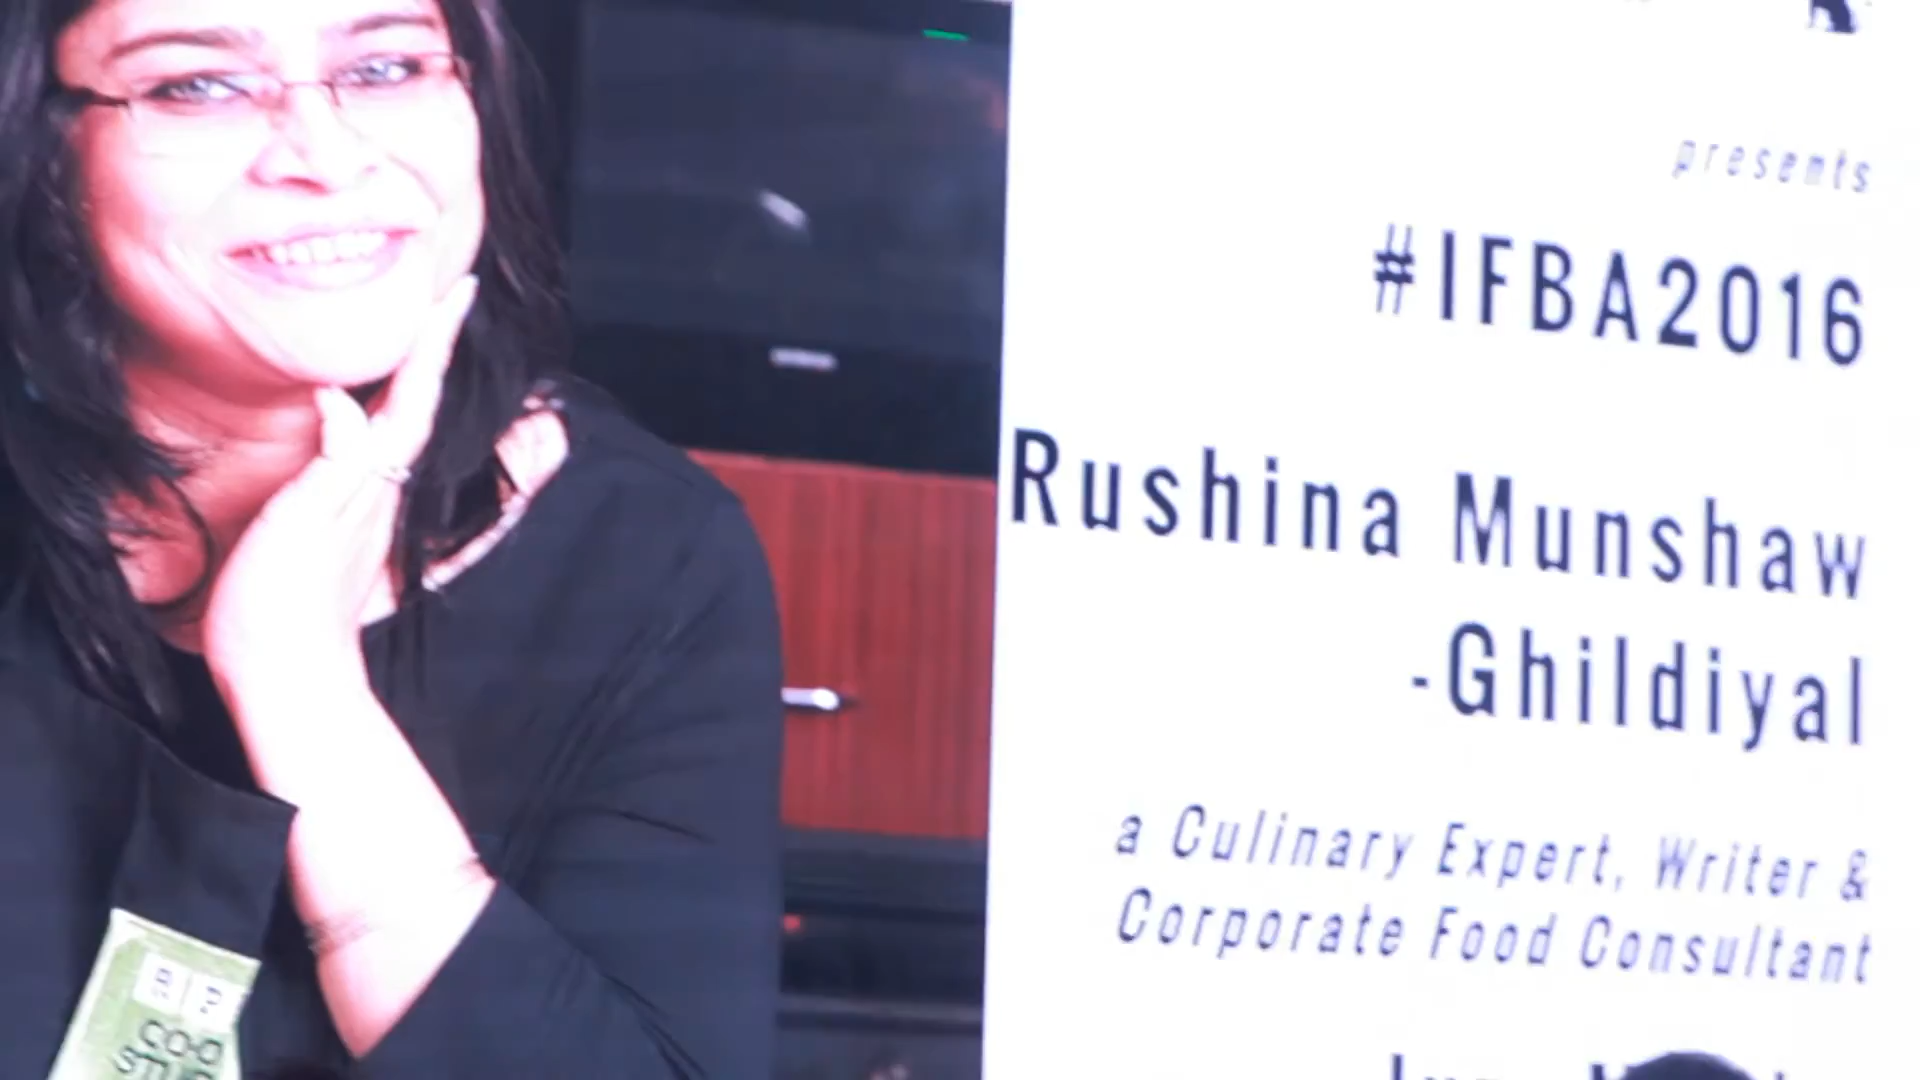 presents
#IFBA2016
Rushina Munshaw
-Ghildiyal
a Culinary Expert, Writer &
Corporate Food Consultant